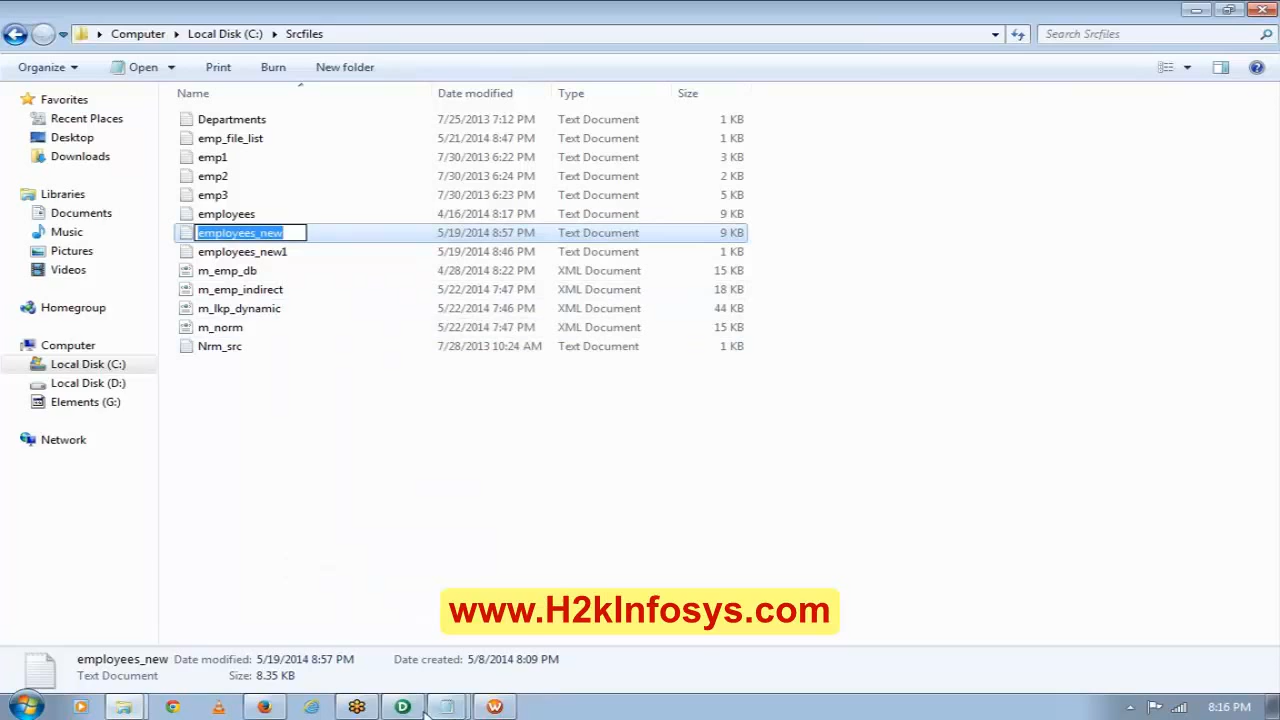 Computer Local Disk (C:) Srcfiles Search Srcfiles
Organize Open Print Burn New folder
Name Date modified Type Size
Favorites
Recent Places
Desktop
Downloads
Libraries
Documents
Music
Pictures
Videos
Homegroup
Computer
Local Disk (C:)
Local Disk (D:)
Elements (G:)
Network
Departments 7/25/2013 7:12 PM Text Document 1 KB
emp_file_list 5/21/2014 8:47 PM Text Document 1 KB
emp1 7/30/2013 6:22 PM Text Document 3 KB
emp2 7/30/2013 6:24 PM Text Document 2 KB
emp3 7/30/2013 6:23 PM Text Document 5 KB
employees 4/16/2014 8:17 PM Text Document 9 KB
employees_new 5/19/2014 8:57 PM Text Document 9 KB
employees_new1 5/19/2014 8:46 PM Text Document 1 KB
m_emp_db 4/28/2014 8:22 PM XML Document 15 KB
m_emp_indirect 5/22/2014 7:47 PM XML Document 18 KB
m_lkp_dynamic 5/22/2014 7:46 PM XML Document 44 KB
m_norm 5/22/2014 7:47 PM XML Document 15 KB
Nrm_src 7/28/2013 10:24 AM Text Document 1 KB
www.H2kInfosys.com
employees_new Date modified: 5/19/2014 8:57 PM Date created: 5/8/2014 8:09 PM
Text Document Size: 8.35 KB
8:16 PM